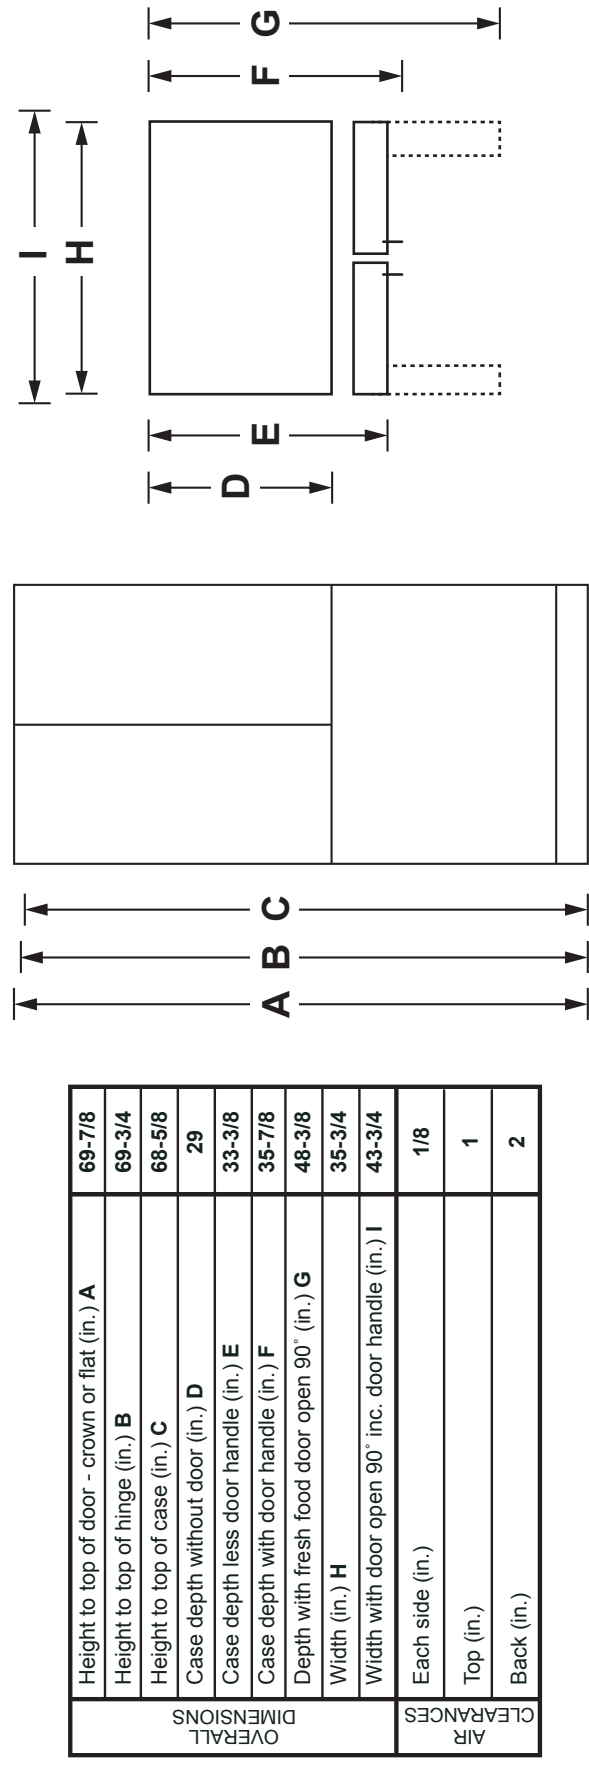 OVERALL
DIMENSIONS
Height to top of door - crown or flat (in.) A 69-7/8
Height to top of hinge (in.) B 69-3/4
Height to top of case (in.) C 68-5/8
Case depth without door (in.) D 29
Case depth less door handle (in.) E 33-3/8
Case depth with door handle (in.) F 35-7/8
Depth with fresh food door open 90° (in.) G 48-3/8
Width (in.) H 35-3/4
Width with door open 90° inc. door handle (in.) I 43-3/4
AIR
CLEARANCES
Each side (in.) 1/8
Top (in.) 1
Back (in.) 2
A
B
C
D
E
F
G
H
I